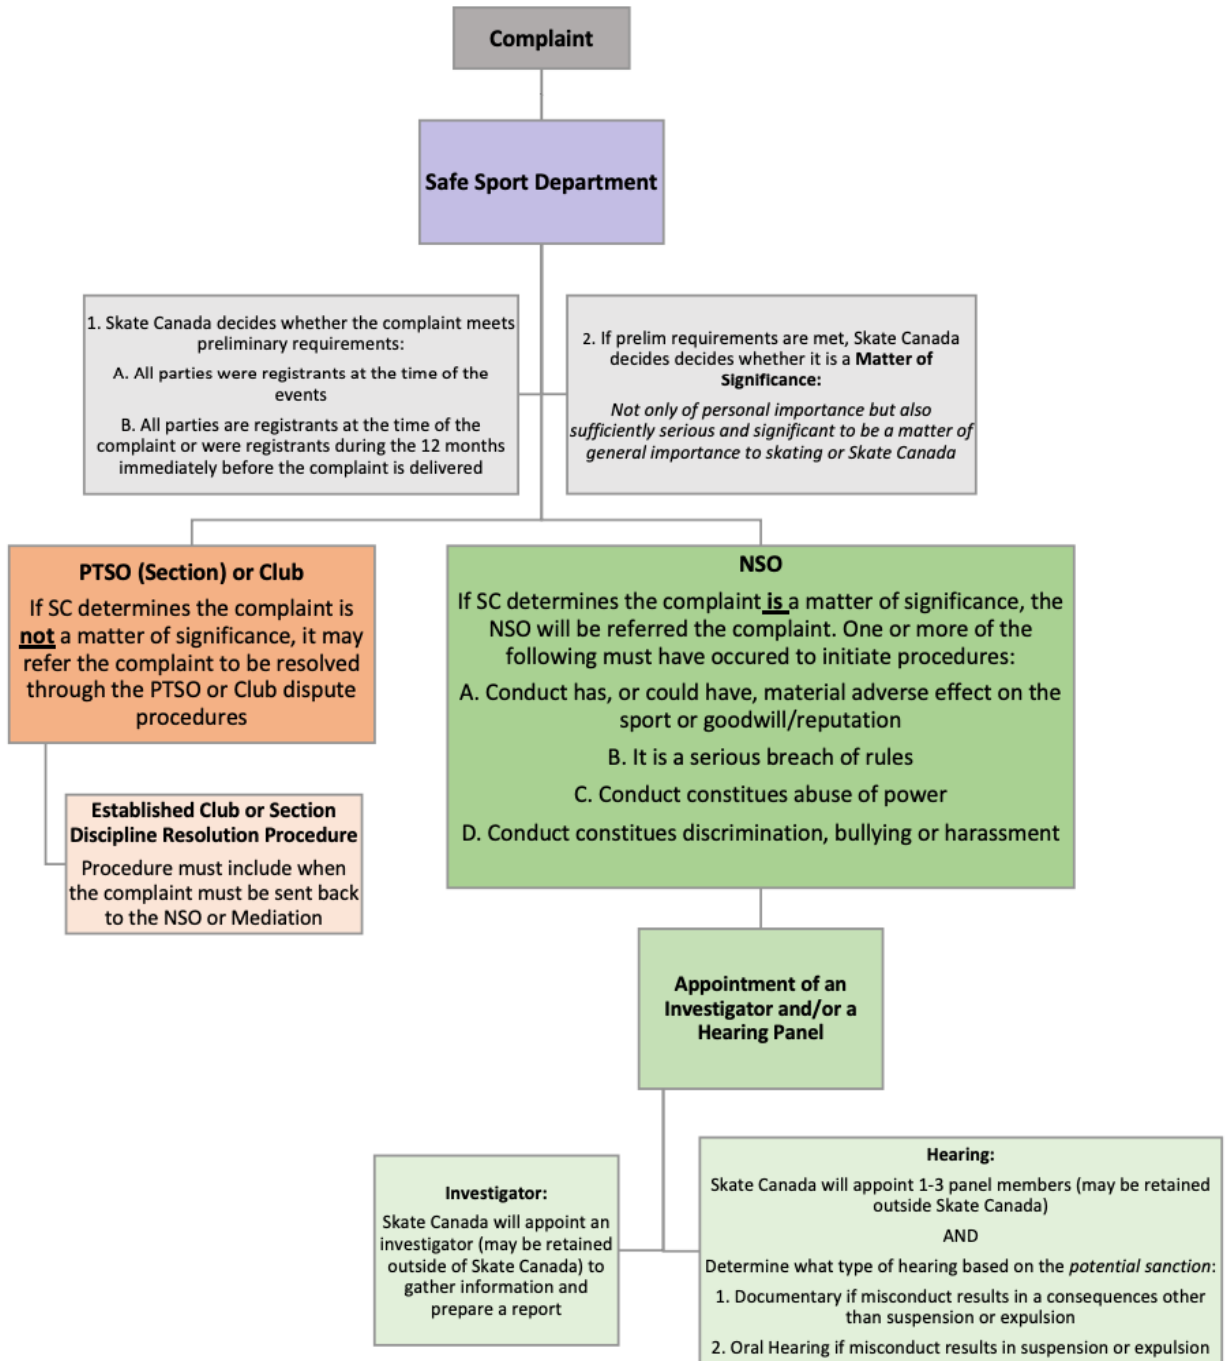 Complaint
Safe Sport Department
1. Skate Canada decides whether the complaint meets
preliminary requirements:
A. All parties were registrants at the time of the
events
B. All parties are registrants at the time of the
complaint or were registrants during the 12 months
immediately before the complaint is delivered
2. If prelim requirements are met, Skate Canada
decides decides whether it is a Matter of
Significance:
Not only of personal importance but also
sufficiently serious and significant to be a matter of
general importance to skating or Skate Canada
PTSO (Section) or Club
If SC determines the complaint is
not a matter of significance, it may
refer the complaint to be resolved
through the PTSO or Club dispute
procedures
Established Club or Section
Discipline Resolution Procedure
Procedure must include when
the complaint must be sent back
to the NSO or Mediation
NSO
If SC determines the complaint is a matter of significance, the
NSO will be referred the complaint. One or more of the
following must have occured to initiate procedures:
A. Conduct has, or could have, material adverse effect on the
sport or goodwill/reputation
B. It is a serious breach of rules
C. Conduct constitues abuse of power
D. Conduct constitues discrimination, bullying or harassment
Appointment of an
Investigator and/or a
Hearing Panel
Investigator:
Skate Canada will appoint an
investigator (may be retained
outside of Skate Canada) to
gather information and
prepare a report
Hearing:
Skate Canada will appoint 1-3 panel members (may be retained
outside Skate Canada)
AND
Determine what type of hearing based on the potential sanction:
1. Documentary if misconduct results in a consequences other
than suspension or expulsion
2. Oral Hearing if misconduct results in suspension or expulsion